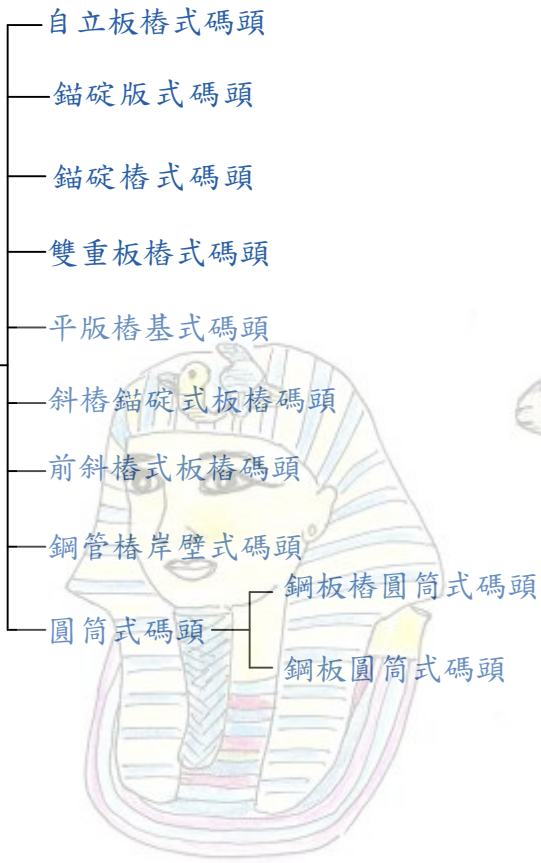 自立板樁式碼頭
錨碇版式碼頭
錨碇樁式碼頭
雙重板樁式碼頭
平版樁基式碼頭
斜樁錨碇式板樁碼頭
前斜樁式板樁碼頭
鋼管樁岸壁式碼頭
圓筒式碼頭
鋼板樁圓筒式碼頭
鋼板圓筒式碼頭